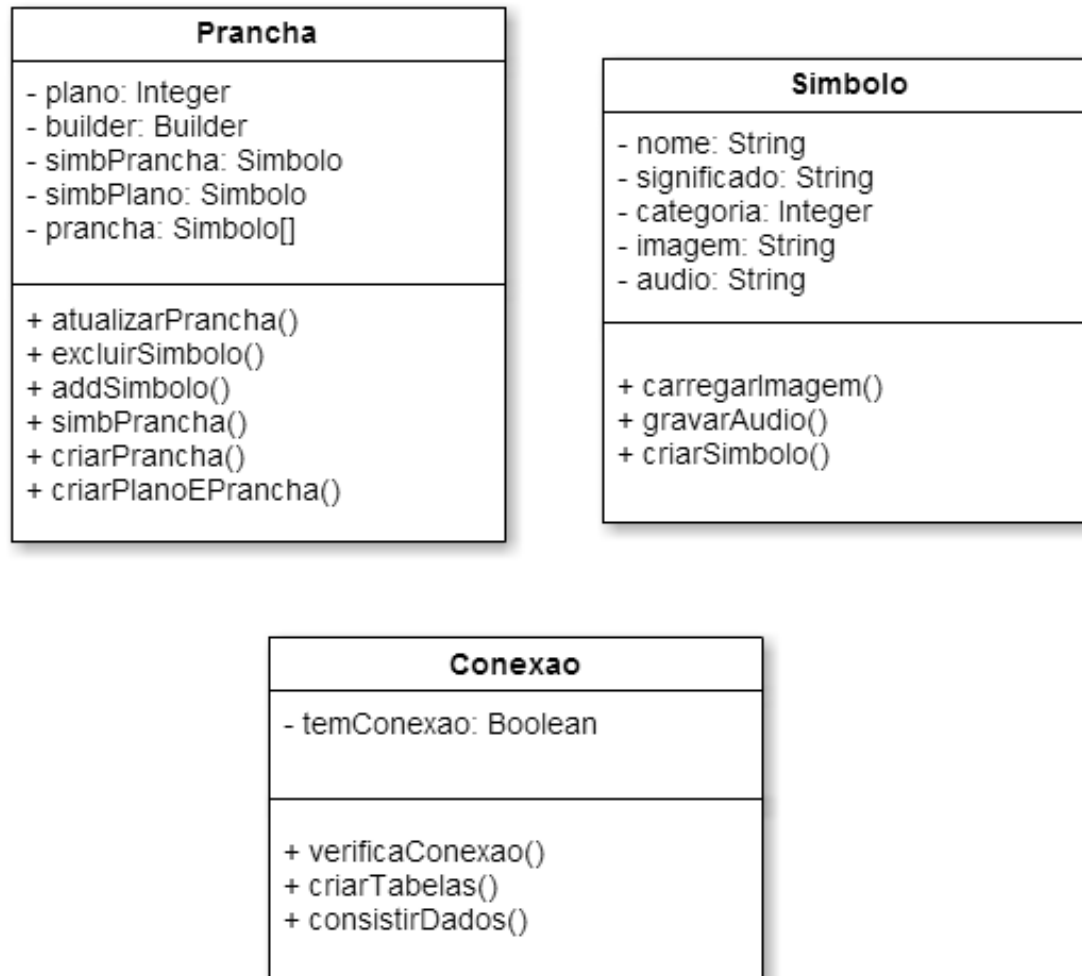 Prancha
- plano: Integer
- builder: Builder
- simbPrancha: Simbolo
- simbPlano: Simbolo
- prancha: Simbolo[]
+ atualizarPrancha()
+ excluirSimbolo()
+ addSimbolo()
+ simbPrancha()
+ criarPrancha()
+ criarPlanoEPrancha()
Simbolo
- nome: String
- significado: String
- categoria: Integer
- imagem: String
- audio: String
+ carregarImagem()
+ gravarAudio()
+ criarSimbolo()
Conexao
- temConexao: Boolean
+ verificaConexao()
+ criarTabelas()
+ consistirDados()